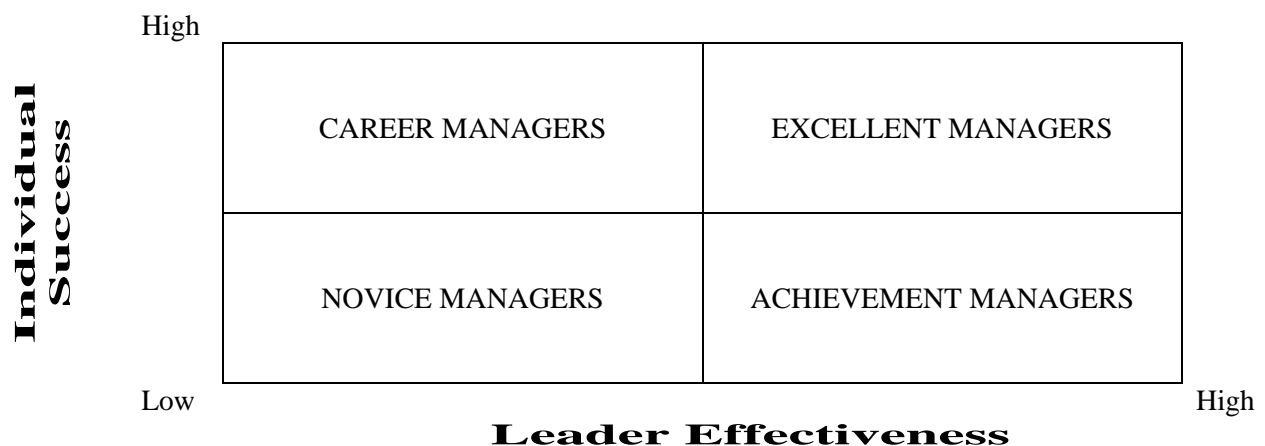 High
Individual
Success
CAREER MANAGERS
EXCELLENT MANAGERS
NOVICE MANAGERS
ACHIEVEMENT MANAGERS
Low
High
Leader Effectiveness